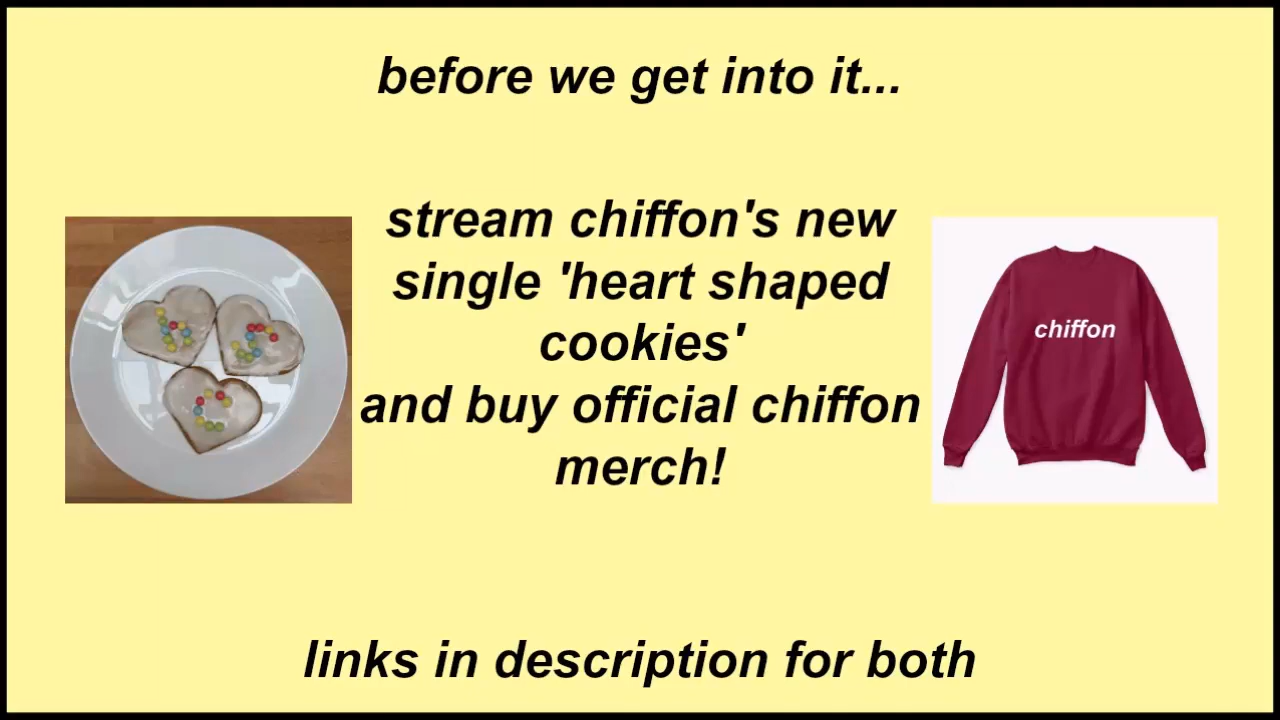 before we get into it...
stream chiffon's new
single 'heart shaped
cookies'
and buy official chiffon
merch!
chiffon
links in description for both